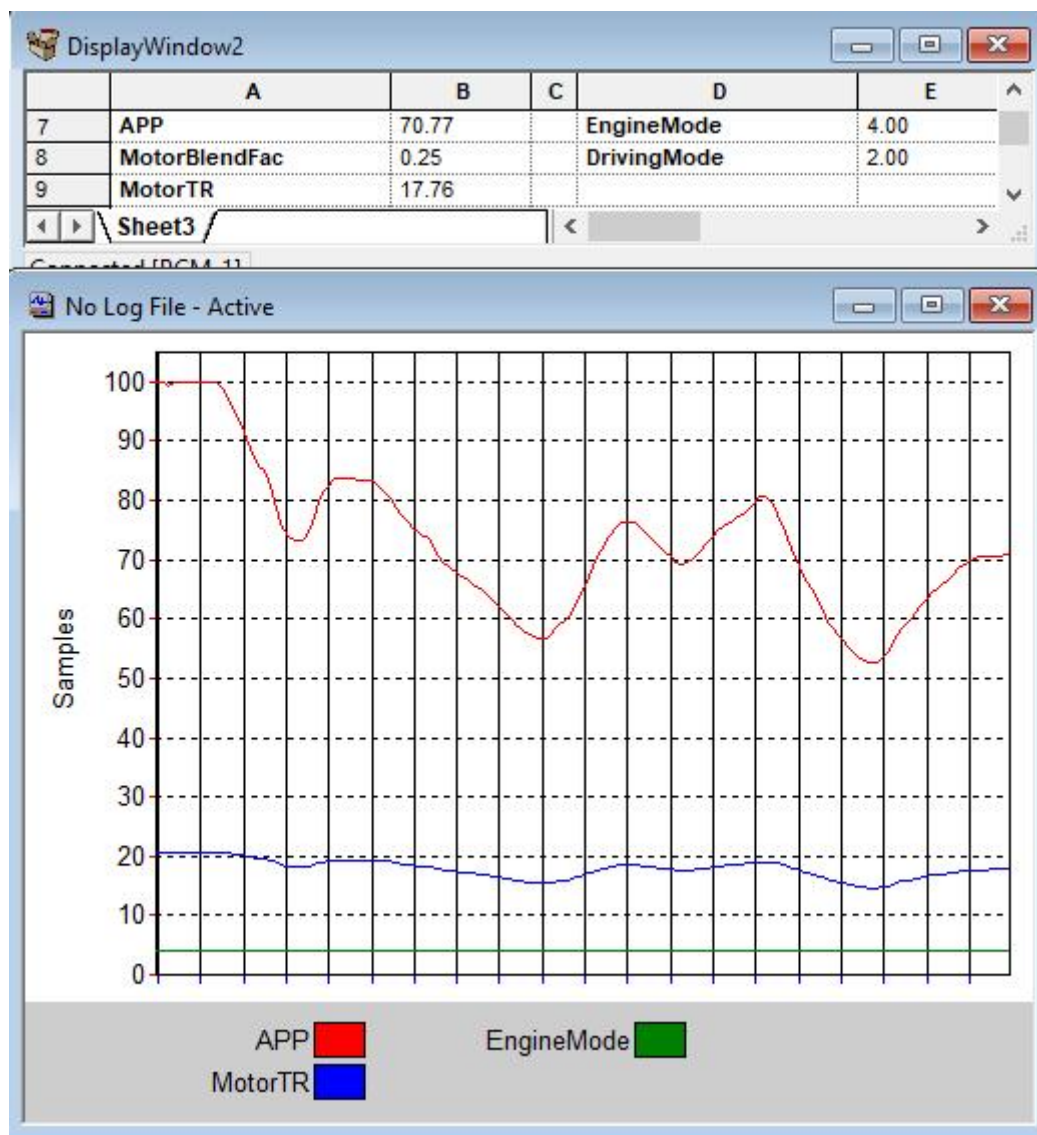 DisplayWindow2
A B C D E
7 APP 70.77 EngineMode 4.00
8 MotorBlendFac 0.25 DrivingMode 2.00
9 MotorTR 17.76
Sheet3
No Log File - Active
100
90
80
70
60
50
40
30
20
10
0
Samples
APP EngineMode
MotorTR